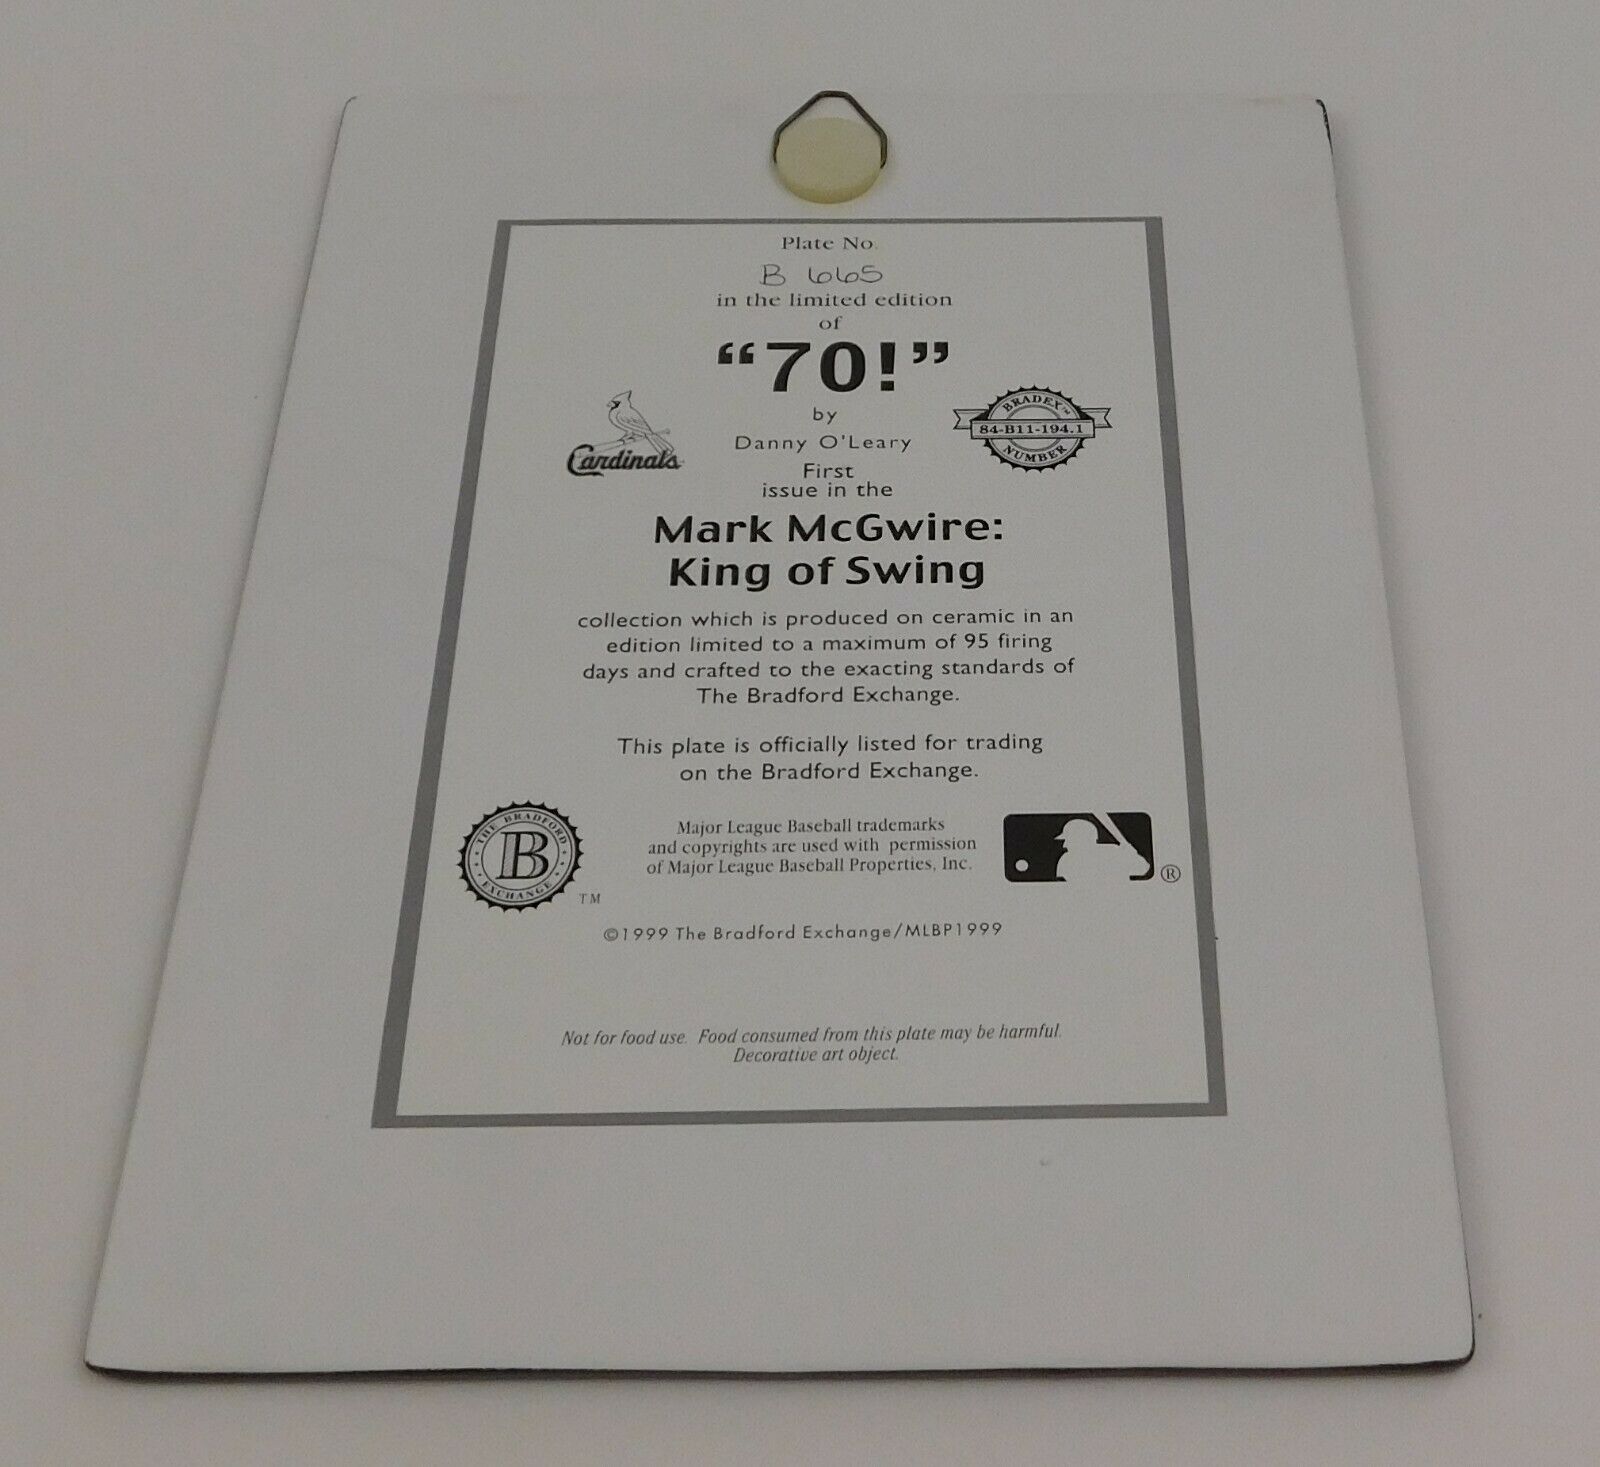 Plate No.
B 665
in the limited edition
of
“70!”
by
Danny O'Leary
Cardinals
BRADEX™
84-B11-194.1
NUMBER
First
issue in the
Mark McGwire:
King of Swing
collection which is produced on ceramic in an
edition limited to a maximum of 95 firing
days and crafted to the exacting standards of
The Bradford Exchange.
This plate is officially listed for trading
on the Bradford Exchange.
THE BRADFORD
B
EXCHANGE
TM
Major League Baseball trademarks
and copyrights are used with permission
of Major League Baseball Properties, Inc.
®
©1999 The Bradford Exchange/MLBP1999
Not for food use. Food consumed from this plate may be harmful.
Decorative art object.